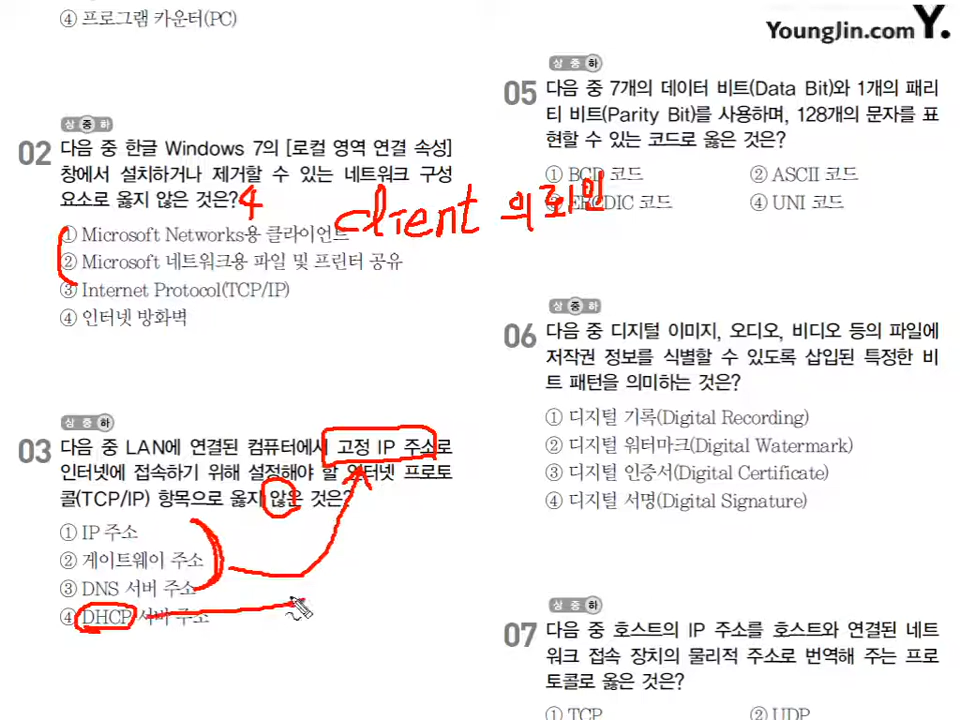 ④ 프로그램 카운터(PC)
YoungJin.com Y.
상 중 하
02 다음 중 한글 Windows 7의 [로컬 영역 연결 속성]
창에서 설치하거나 제거할 수 있는 네트워크 구성
요소로 옳지 않은 것은? 4
client 의뢰인
① Microsoft Networks용 클라이언트
② Microsoft 네트워크용 파일 및 프린터 공유
③ Internet Protocol(TCP/IP)
④ 인터넷 방화벽
상 중 하
03 다음 중 LAN에 연결된 컴퓨터에서 고정 IP 주소로
인터넷에 접속하기 위해 설정해야 할 인터넷 프로토
콜(TCP/IP) 항목으로 옳지 않은 것은?
① IP 주소
② 게이트웨이 주소
③ DNS 서버 주소
④ DHCP 서버 주소
상 중 하
05 다음 중 7개의 데이터 비트(Data Bit)와 1개의 패리
티 비트(Parity Bit)를 사용하며, 128개의 문자를 표
현할 수 있는 코드로 옳은 것은?
① BCD 코드 ② ASCII 코드
③ EBCDIC 코드 ④ UNI 코드
상 중 하
06 다음 중 디지털 이미지, 오디오, 비디오 등의 파일에
저작권 정보를 식별할 수 있도록 삽입된 특정한 비
트 패턴을 의미하는 것은?
① 디지털 기록(Digital Recording)
② 디지털 워터마크(Digital Watermark)
③ 디지털 인증서(Digital Certificate)
④ 디지털 서명(Digital Signature)
상 중 하
07 다음 중 호스트의 IP 주소를 호스트와 연결된 네트
워크 접속 장치의 물리적 주소로 번역해 주는 프로
토콜로 옳은 것은?
① TCP ② UDP